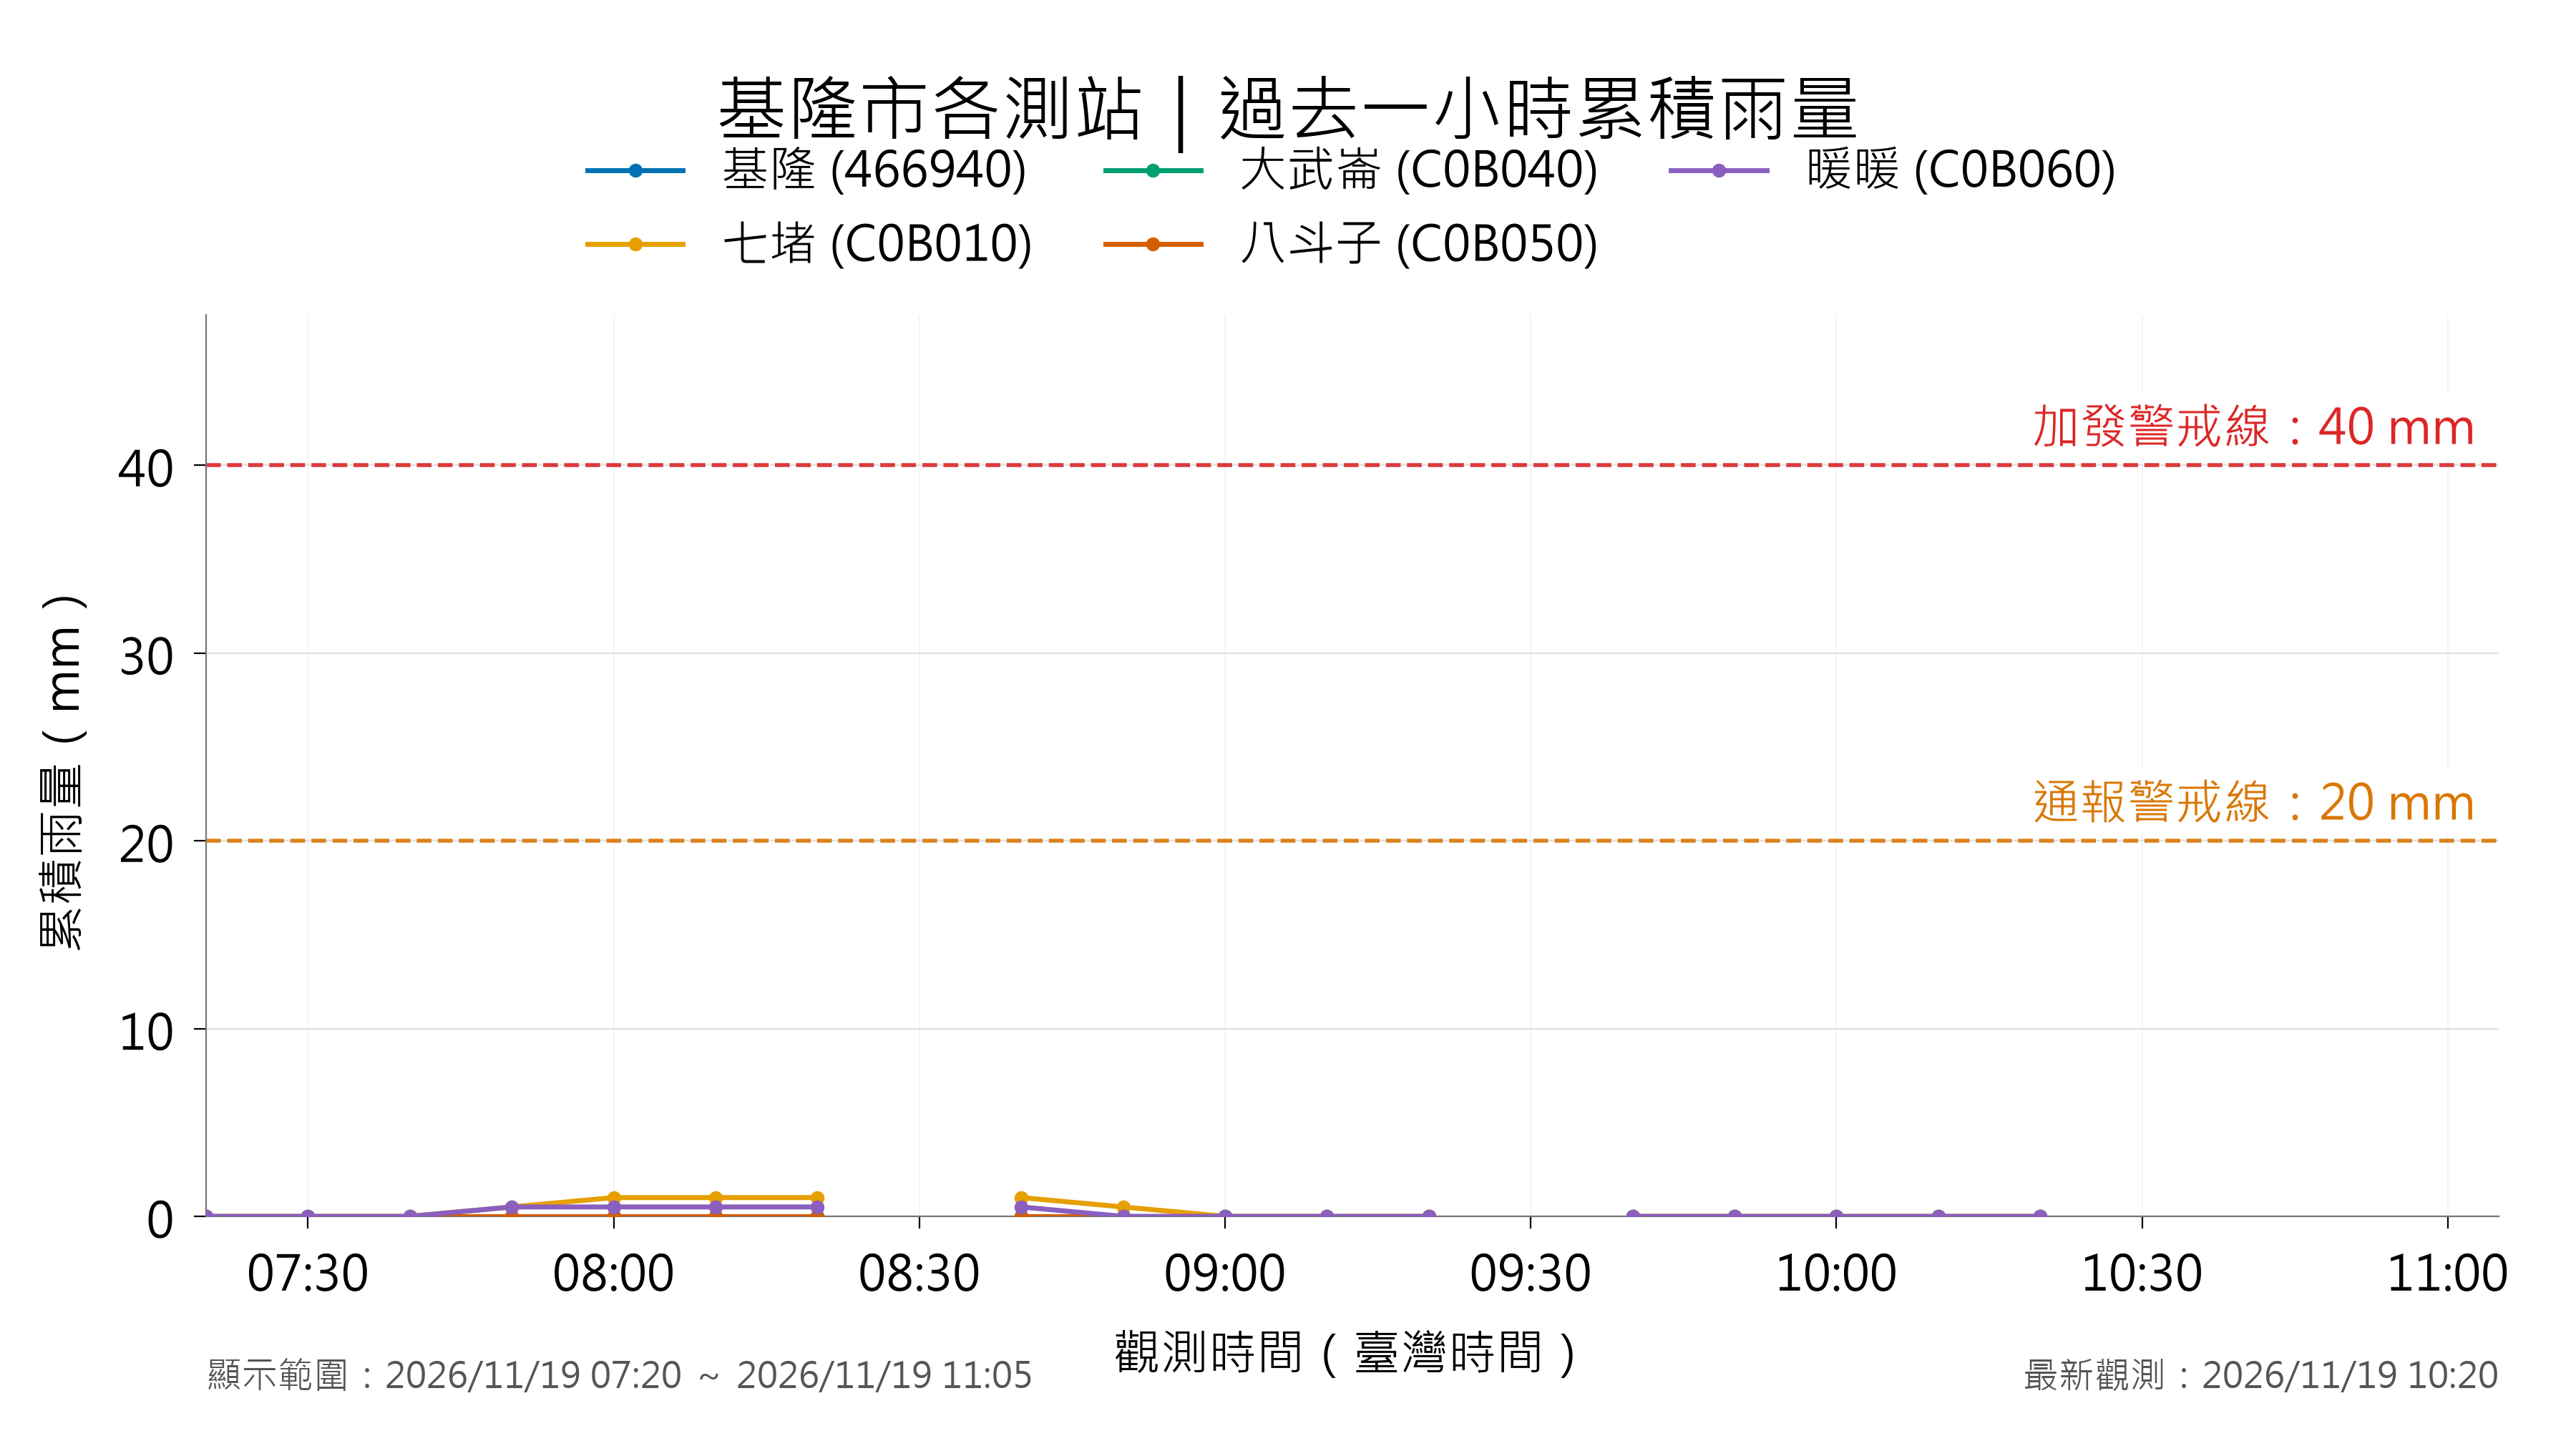 基隆市各測站｜過去一小時累積雨量
基隆 (466940)
七堵 (C0B010)
大武崙 (C0B040)
八斗子 (C0B050)
暖暖 (C0B060)
累積雨量（mm）
40
30
20
10
0
加發警戒線：40 mm
通報警戒線：20 mm
07:30
08:00
08:30
09:00
09:30
10:00
10:30
11:00
觀測時間（臺灣時間）
顯示範圍：2026/11/19 07:20 ~ 2026/11/19 11:05
最新觀測：2026/11/19 10:20